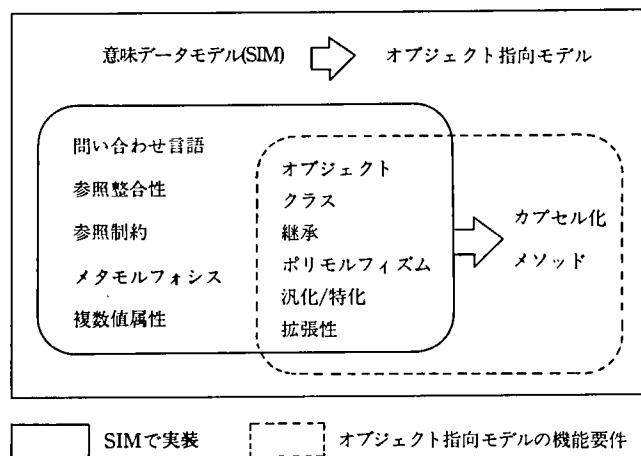 意味データモデル(SIM) オブジェクト指向モデル
問い合わせ言語
参照整合性
参照制約
メタモルフォシス
複数値属性
オブジェクト
クラス
継承
ポリモルフィズム
汎化/特化
拡張性
カプセル化
メソッド
SIMで実装
オブジェクト指向モデルの機能要件